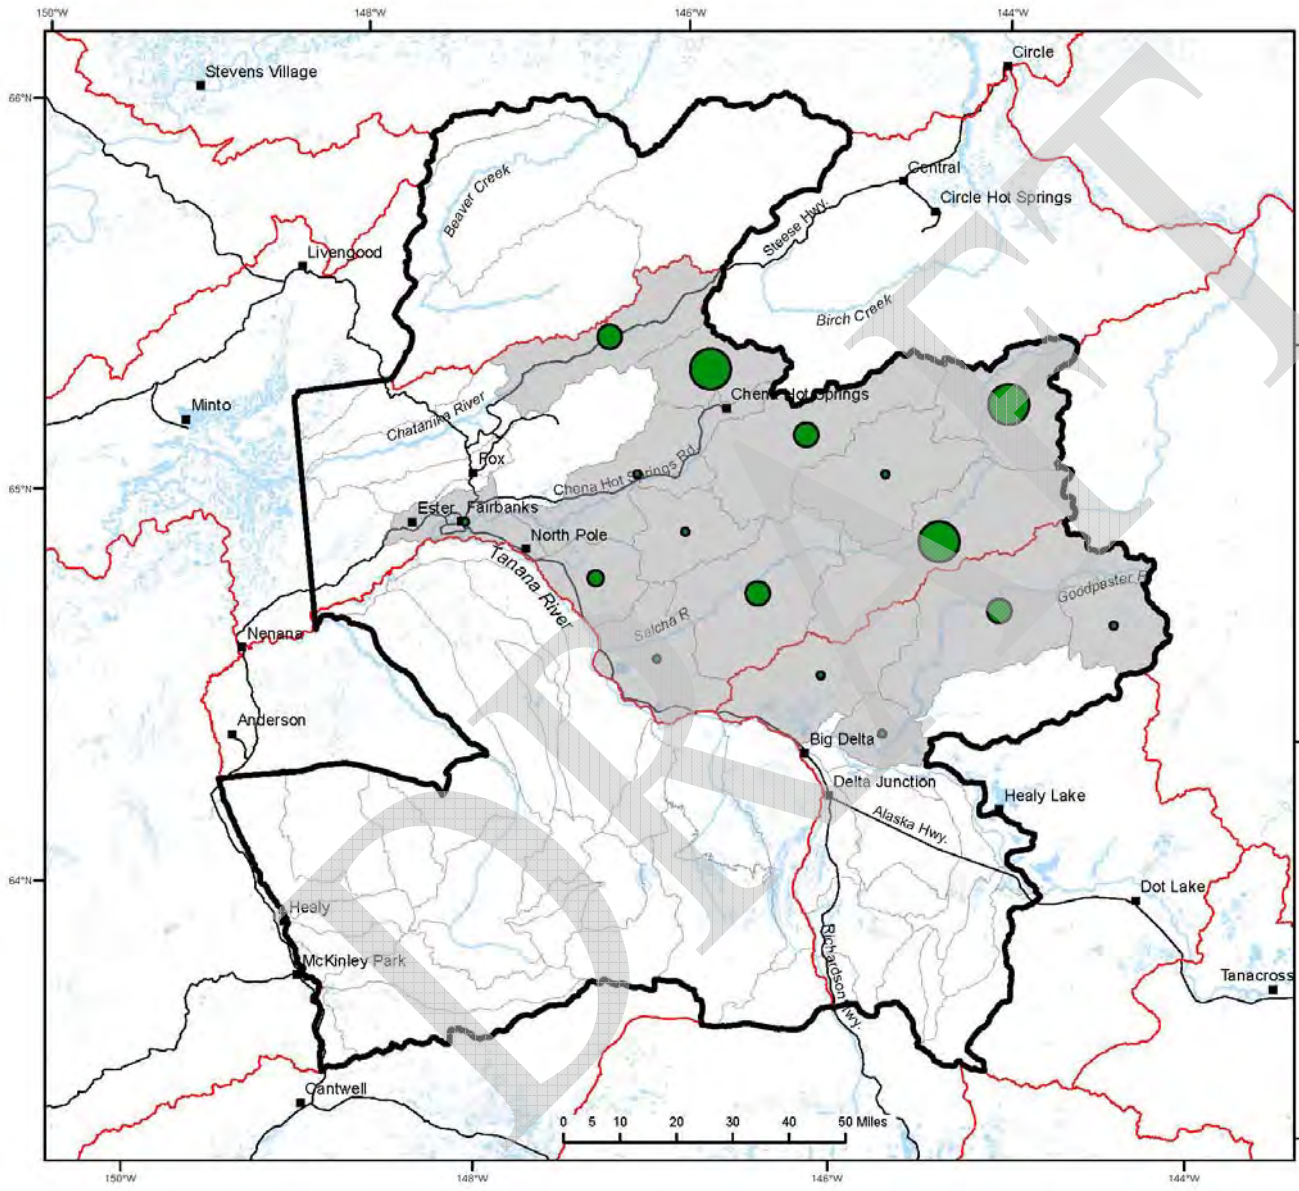 150°W 148°W 146°W 144°W
Circle
Stevens Village
66°N
Central
Beaver Creek
Circle Hot Springs
Steese Hwy.
Livengood
Birch Creek
Chena Hot Springs
Minto
Chatanika River
Fox
Chena Hot Springs Rd.
65°N
Ester
Fairbanks
North Pole
Tanana River
Goodpaster R
Salcha R
Nenana
Anderson
Big Delta
Delta Junction
Healy Lake
Alaska Hwy.
64°N
Dot Lake
Healy
McKinley Park
Richardson Hwy.
Tanacross
Cantwell
0 5 10 20 30 40 50 Miles
150°W 148°W 146°W 144°W
DRAFT